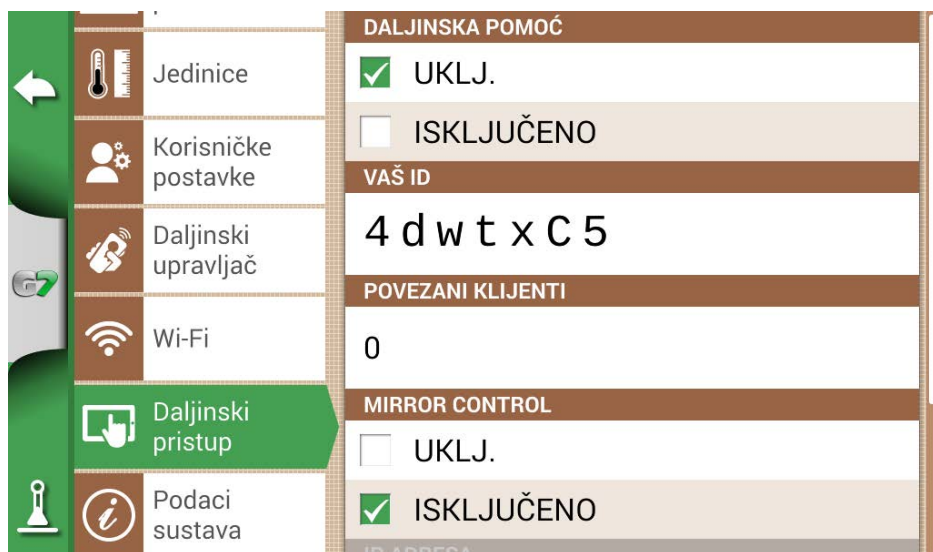 Jedinice
Korisničke
postavke
Daljinski
upravljač
G7
Wi-Fi
Daljinski
pristup
Podaci
sustava
DALJINSKA POMOĆ
UKLJ.
ISKLJUČENO
VAŠ ID
4dwtxC5
POVEZANI KLIJENTI
0
MIRROR CONTROL
UKLJ.
ISKLJUČENO